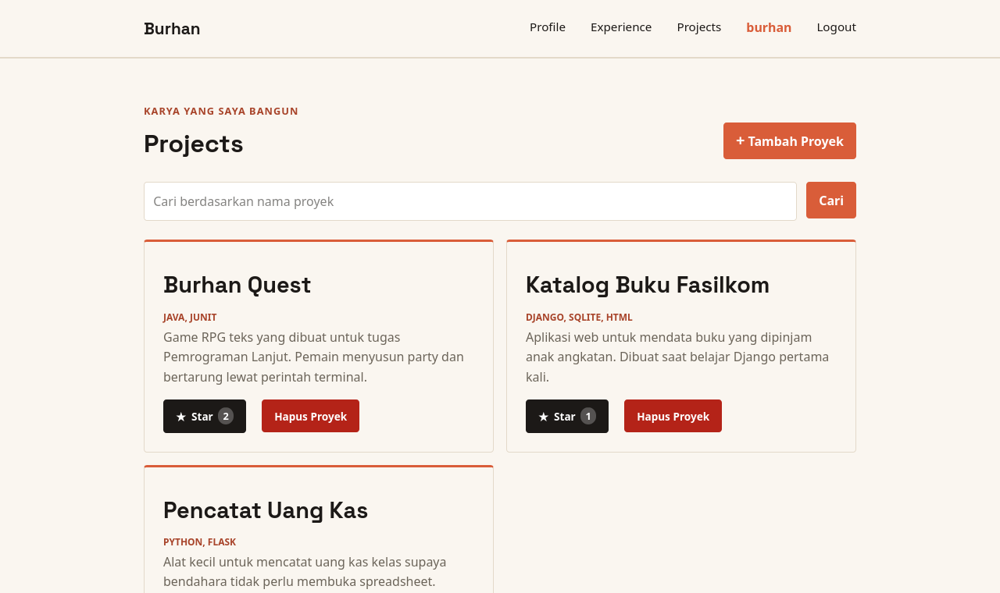 Burhan
Profile Experience Projects burhan Logout
KARYA YANG SAYA BANGUN
Projects
+ Tambah Proyek
Cari berdasarkan nama proyek
Cari
Burhan Quest
JAVA, JUNIT
Game RPG teks yang dibuat untuk tugas
Pemrograman Lanjut. Pemain menyusun party dan
bertarung lewat perintah terminal.
★ Star 2
Hapus Proyek
Katalog Buku Fasilkom
DJANGO, SQLITE, HTML
Aplikasi web untuk mendata buku yang dipinjam
anak angkatan. Dibuat saat belajar Django pertama
kali.
★ Star 1
Hapus Proyek
Pencatat Uang Kas
PYTHON, FLASK
Alat kecil untuk mencatat uang kas kelas supaya
bendahara tidak perlu membuka spreadsheet.